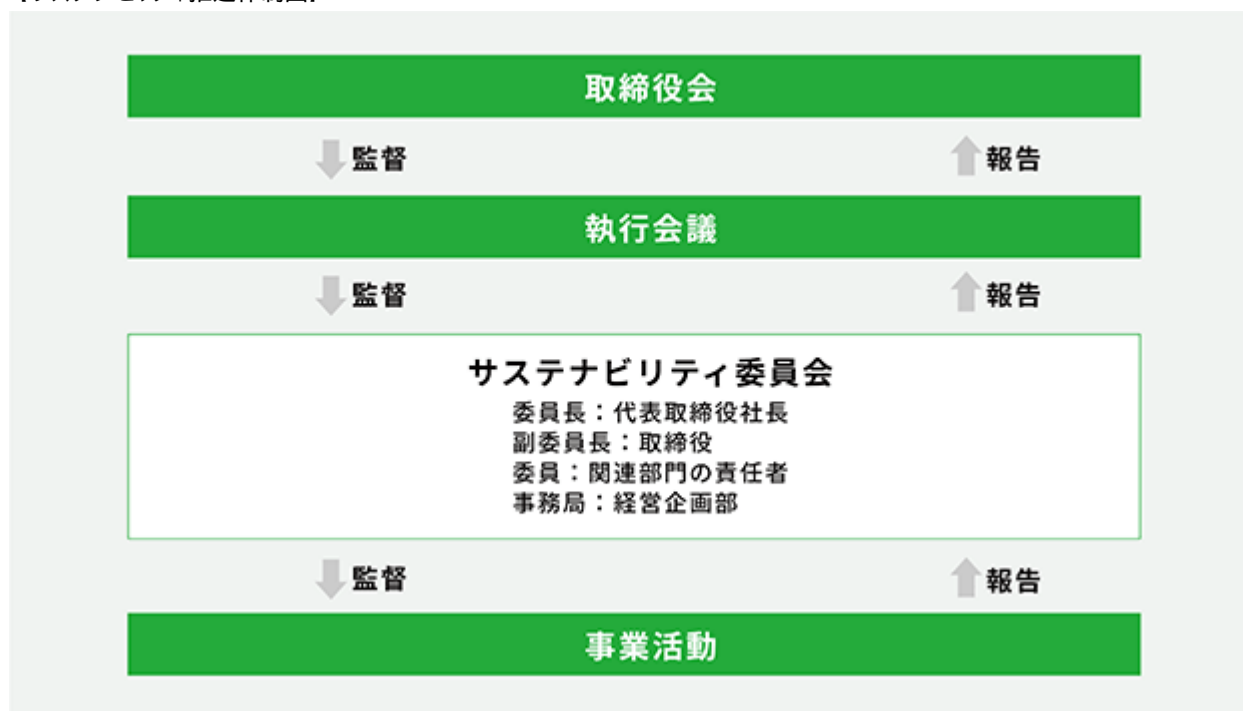 取締役会
監督
報告
執行会議
監督
報告
サステナビリティ委員会
委員長：代表取締役社長
副委員長：取締役
委員：関連部門の責任者
事務局：経営企画部
監督
報告
事業活動